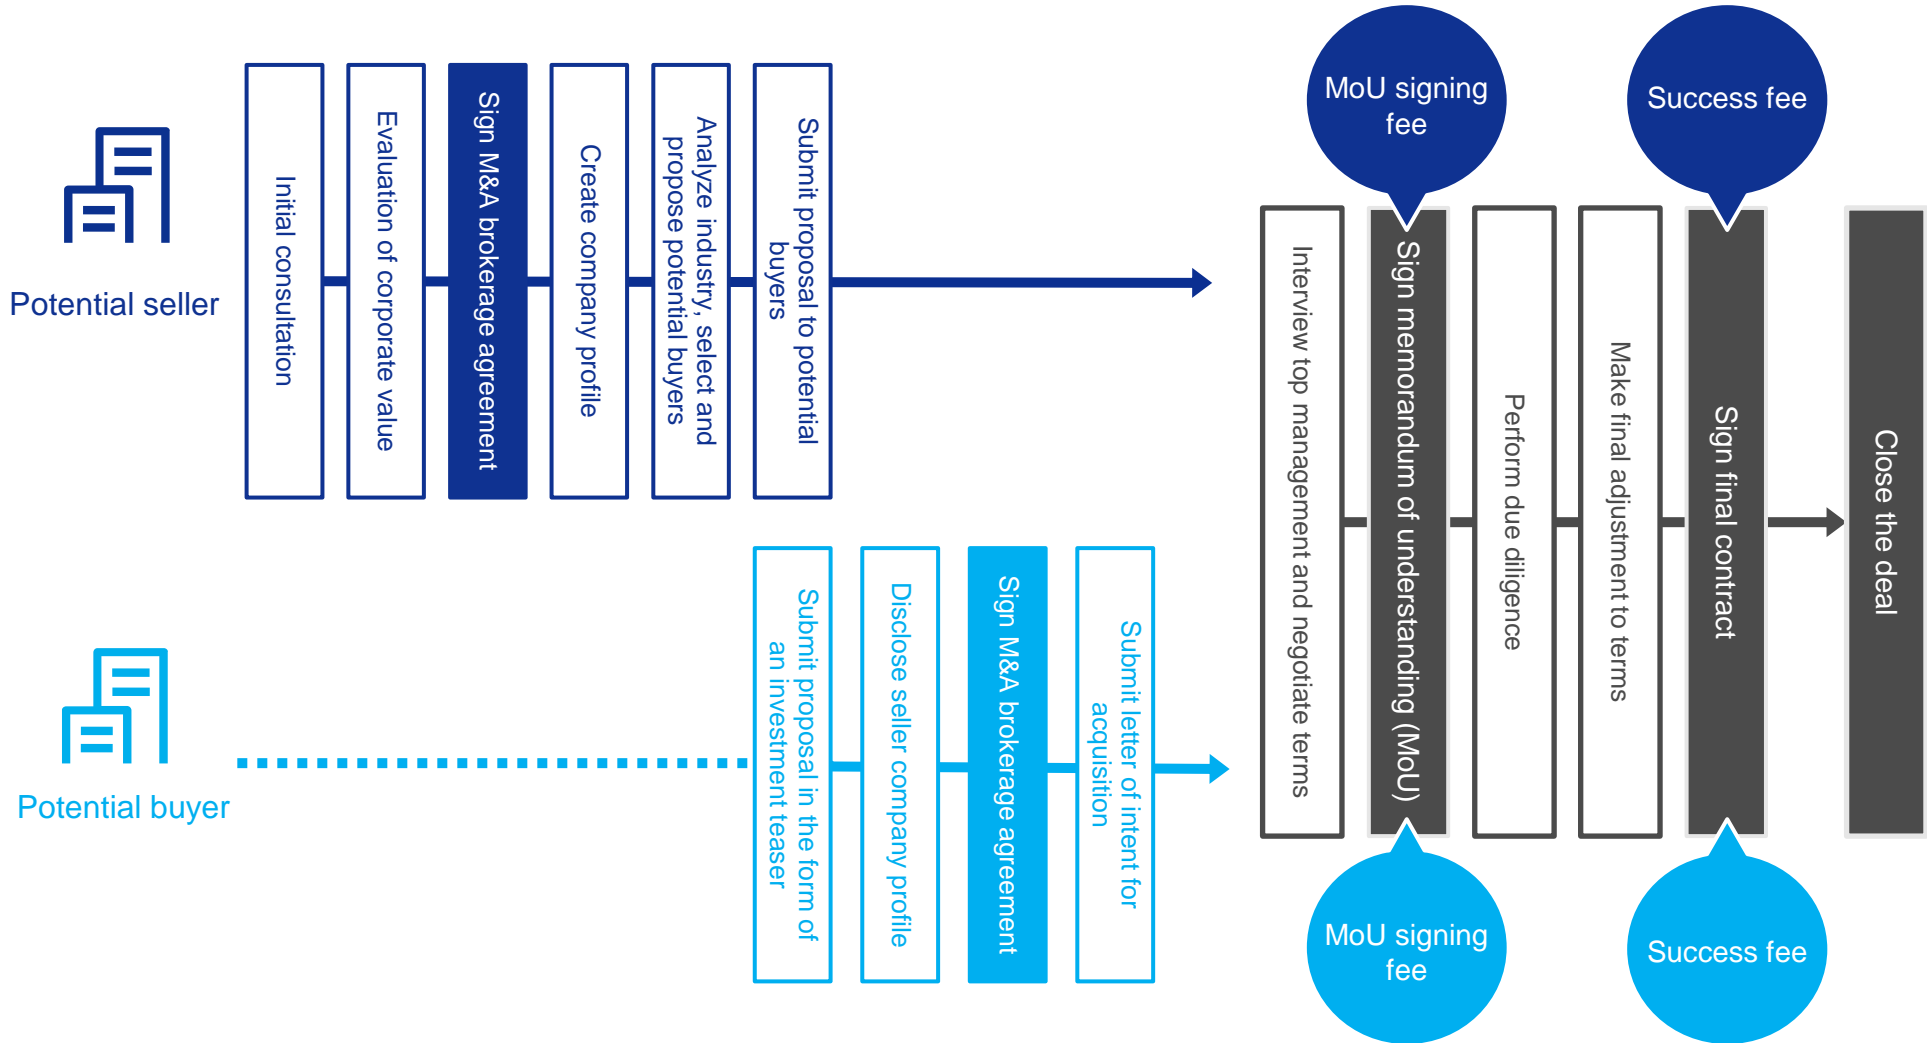 Potential seller
Initial consultation
Evaluation of corporate value
Sign M&A brokerage agreement
Create company profile
Analyze industry, select and
propose potential buyers
Submit proposal to potential
buyers
Potential buyer
Submit proposal in the form of
an investment teaser
Disclose seller company profile
Sign M&A brokerage agreement
Submit letter of intent for
acquisition
MoU signing
fee
Success fee
Interview top management and negotiate terms
Sign memorandum of understanding (MoU)
Perform due diligence
Make final adjustment to terms
Sign final contract
Close the deal
MoU signing
fee
Success fee